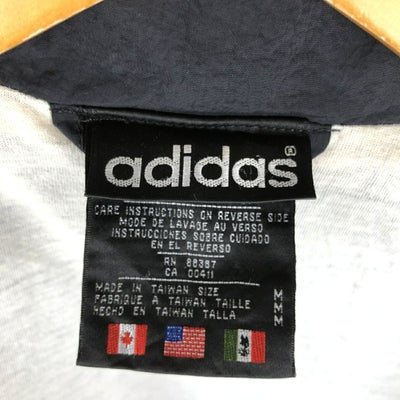 adidas®
CARE INSTRUCTIONS ON REVERSE SIDE
MODE DE LAVAGE AU VERSO
INSTRUCCIONES SOBRE CUIDADO
EN EL REVERSO
RN 88387
CA 00411
MADE IN TAIWAN SIZE M
FABRIQUE A TAIWAN TAILLE M
HECHO EN TAIWAN TALLA M